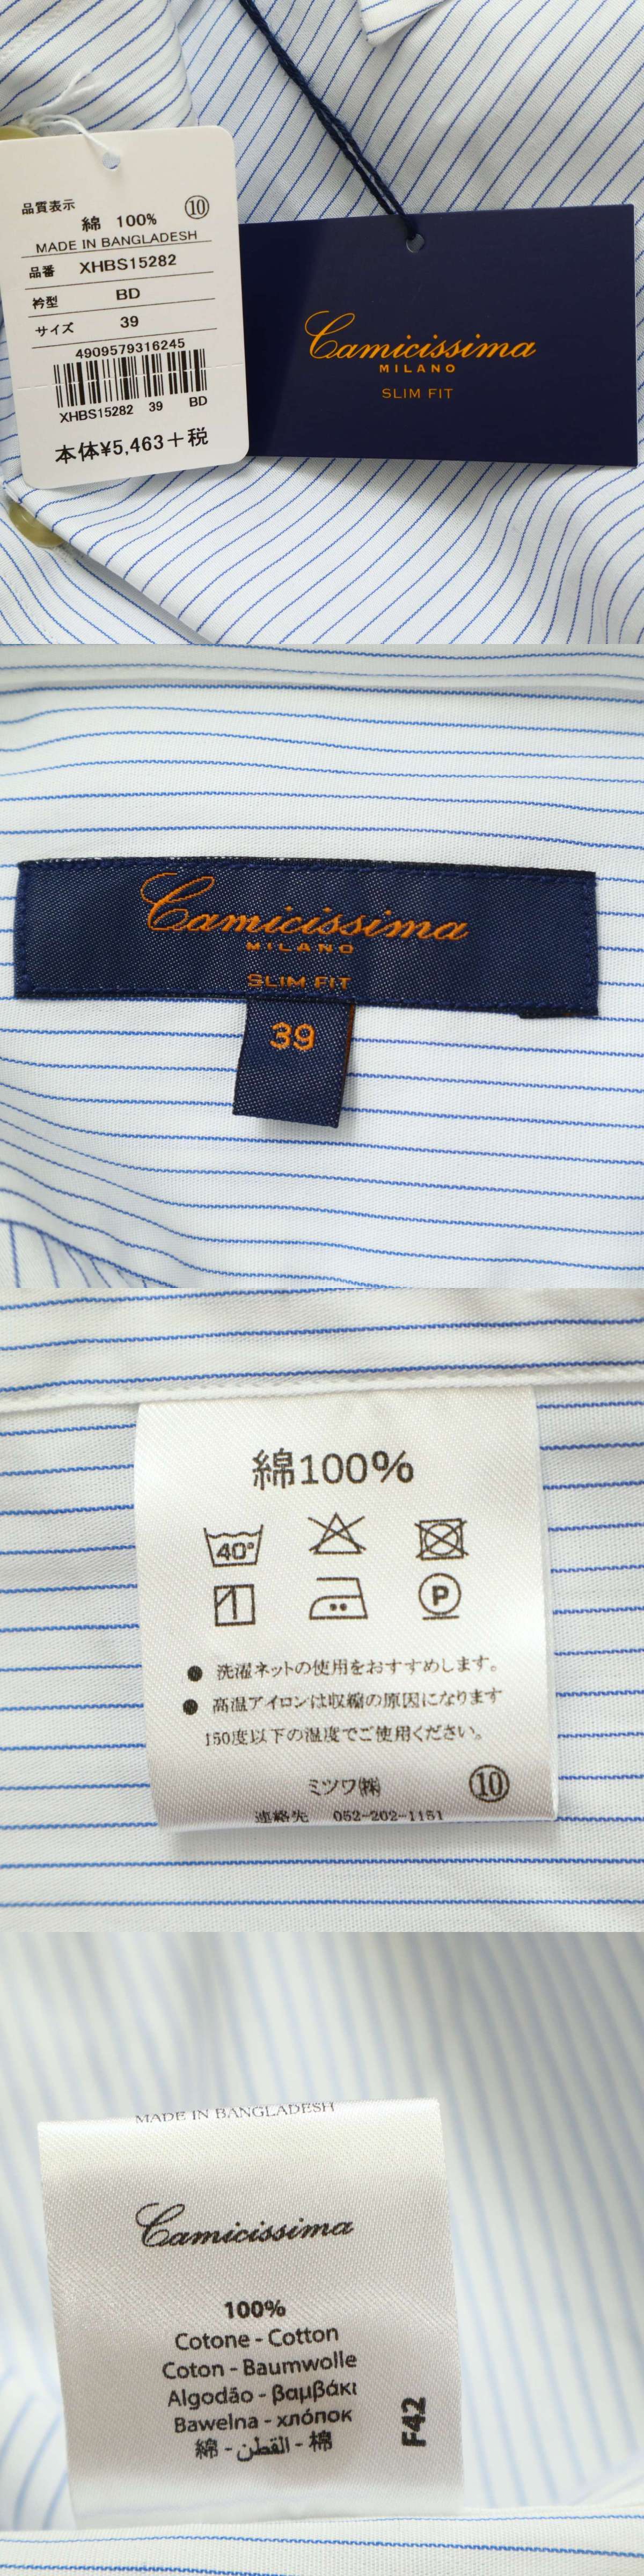 品質表示
⑩
綿 100%
MADE IN BANGLADESH
品番 XHBS15282
衿型 BD
サイズ 39
4909579316245
XHBS15282 39 BD
本体¥5,463+税
Camicissima
MILANO
SLIM FIT
Camicissima
MILANO
SLIM FIT
39
綿100%
40°
P
● 洗濯ネットの使用をおすすめします。
● 高温アイロンは収縮の原因になります
150度以下の温度でご使用ください。
ミツワ㈱ ⑩
連絡先 052-202-1151
MADE IN BANGLADESH
Camicissima
100%
Cotone - Cotton
Coton - Baumwolle
Algodão - βαμβάκι
Bawelna - хлопок
綿 - القطن - 棉
F42